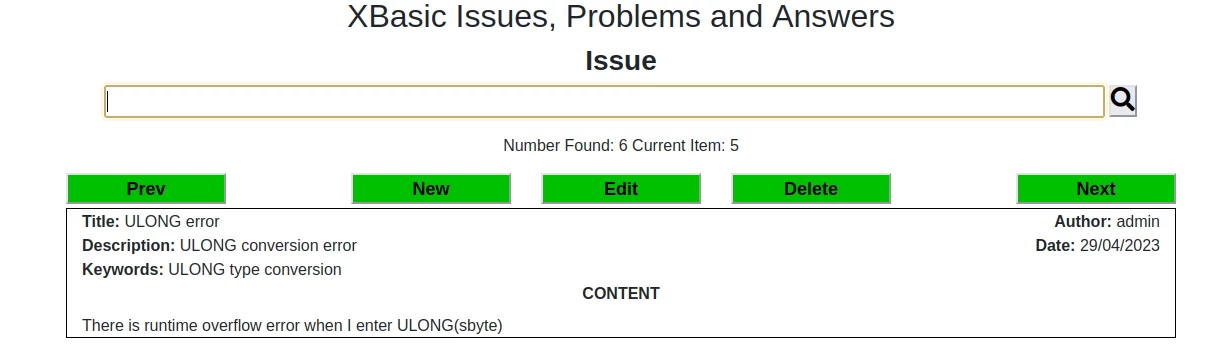 XBasic Issues, Problems and Answers
Issue
Number Found: 6 Current Item: 5
Prev New Edit Delete Next
Title: ULONG error Author: admin
Description: ULONG conversion error Date: 29/04/2023
Keywords: ULONG type conversion
CONTENT
There is runtime overflow error when I enter ULONG(sbyte)